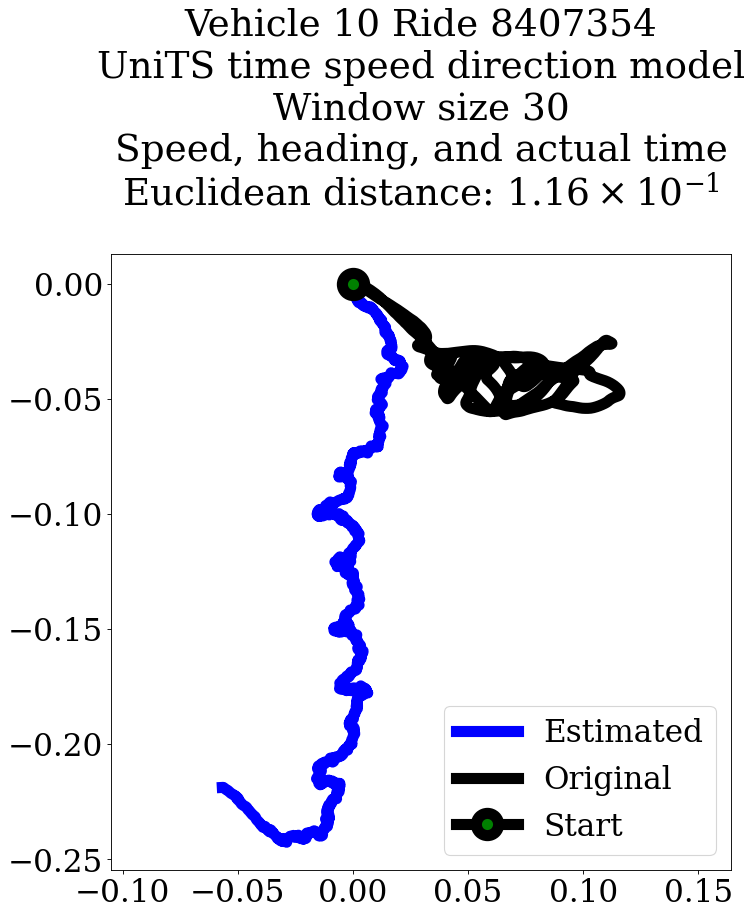 Vehicle 10 Ride 8407354
UniTS time speed direction model
Window size 30
Speed, heading, and actual time
Euclidean distance: 1.16 × 10⁻¹
0.00
−0.05
−0.10
−0.15
−0.20
−0.25
−0.10 −0.05 0.00 0.05 0.10 0.15
Estimated
Original
Start